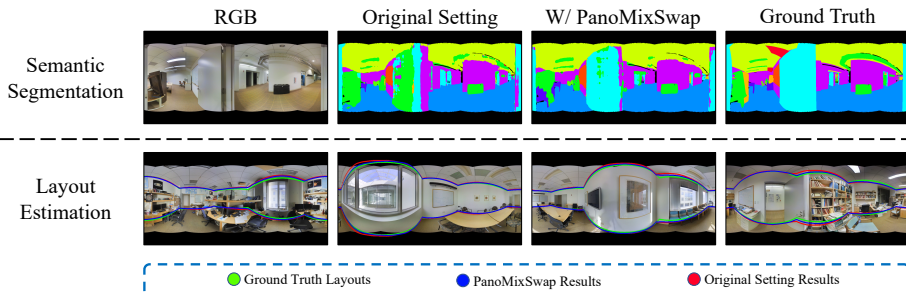 RGB
Original Setting
W/ PanoMixSwap
Ground Truth
Semantic
Segmentation
Layout
Estimation
Ground Truth Layouts
PanoMixSwap Results
Original Setting Results